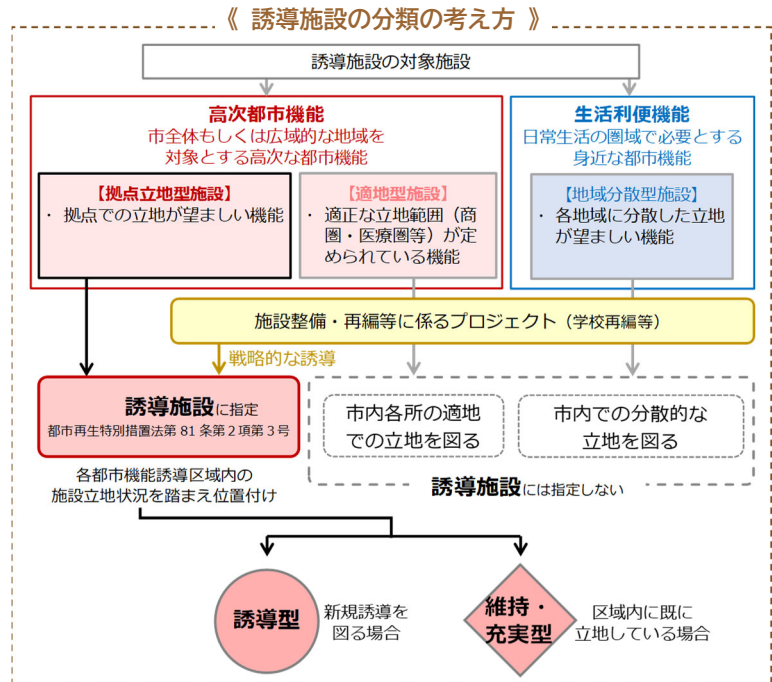 《 誘導施設の分類の考え方 》
誘導施設の対象施設
高次都市機能
市全体もしくは広域的な地域を
対象とする高次な都市機能
【拠点立地型施設】
・ 拠点での立地が望ましい機能
【適地型施設】
・ 適正な立地範囲（商
圏・医療圏等）が定
められている機能
生活利便機能
日常生活の圏域で必要とする
身近な都市機能
【地域分散型施設】
・ 各地域に分散した立地
が望ましい機能
施設整備・再編等に係るプロジェクト（学校再編等）
戦略的な誘導
誘導施設に指定
都市再生特別措置法第 81 条第２項第３号
市内各所の適地
での立地を図る
市内での分散的な
立地を図る
誘導施設には指定しない
各都市機能誘導区域内の
施設立地状況を踏まえ位置付け
誘導型
新規誘導を
図る場合
維持・
充実型
区域内に既に
立地している場合